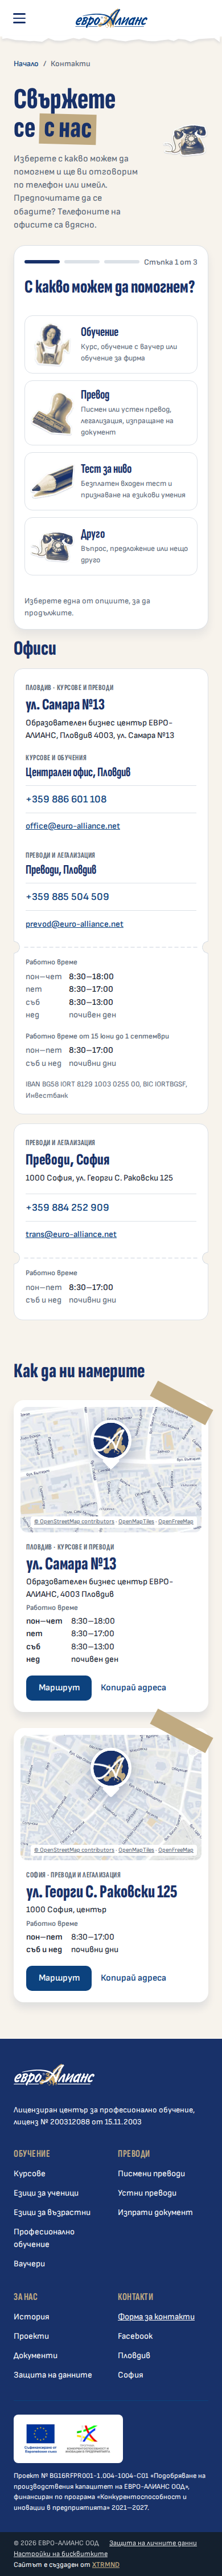 евроАлианс
Начало / Контакти
Свържете
се с нас
Изберете с какво можем да
помогнем и ще ви отговорим
по телефон или имейл.
Предпочитате да се
обадите? Телефоните на
офисите са вдясно.
Стъпка 1 от 3
С какво можем да помогнем?
Обучение
Курс, обучение с ваучер или
обучение за фирма
Превод
Писмен или устен превод,
легализация, изпращане на
документ
Тест за ниво
Безплатен входен тест и
признаване на езикови умения
Друго
Въпрос, предложение или нещо
друго
Изберете една от опциите, за да
продължите.
Офиси
ПЛОВДИВ · КУРСОВЕ И ПРЕВОДИ
ул. Самара №13
Образователен бизнес център ЕВРО-
АЛИАНС, Пловдив 4003, ул. Самара №13
КУРСОВЕ И ОБУЧЕНИЯ
Централен офис, Пловдив
+359 886 601 108
office@euro-alliance.net
ПРЕВОДИ И ЛЕГАЛИЗАЦИЯ
Преводи, Пловдив
+359 885 504 509
prevod@euro-alliance.net
Работно време
пон–чет 8:30–18:00
пет 8:30–17:00
съб 8:30–13:00
нед почивен ден
Работно време от 15 юни до 1 септември
пон–пет 8:30–17:00
съб и нед почивни дни
IBAN BG58 IORT 8129 1003 0255 00, BIC IORTBGSF,
Инвестбанк
ПРЕВОДИ И ЛЕГАЛИЗАЦИЯ
Преводи, София
1000 София, ул. Георги С. Раковски 125
+359 884 252 909
trans@euro-alliance.net
Работно време
пон–пет 8:30–17:00
съб и нед почивни дни
Как да ни намерите
© OpenStreetMap contributors · OpenMapTiles · OpenFreeMap
ПЛОВДИВ · КУРСОВЕ И ПРЕВОДИ
ул. Самара №13
Образователен бизнес център ЕВРО-
АЛИАНС, 4003 Пловдив
Работно време
пон–чет 8:30–18:00
пет 8:30–17:00
съб 8:30–13:00
нед почивен ден
Маршрут Копирай адреса
© OpenStreetMap contributors · OpenMapTiles · OpenFreeMap
СОФИЯ · ПРЕВОДИ И ЛЕГАЛИЗАЦИЯ
ул. Георги С. Раковски 125
1000 София, център
Работно време
пон–пет 8:30–17:00
съб и нед почивни дни
Маршрут Копирай адреса
евроАлианс
Лицензиран център за професионално обучение,
лиценз № 200312088 от 15.11.2003
ОБУЧЕНИЕ
Курсове
Езици за ученици
Езици за възрастни
Професионално
обучение
Ваучери
ПРЕВОДИ
Писмени преводи
Устни преводи
Изпрати документ
ЗА НАС
История
Проекти
Документи
Защита на данните
КОНТАКТИ
Форма за контакти
Facebook
Пловдив
София
Проект № BG16RFPR001-1.004-1004-C01 «Подобряване на
производствения капацитет на ЕВРО-АЛИАНС ООД»,
финансиран по програма «Конкурентоспособност и
иновации в предприятията» 2021–2027.
© 2026 ЕВРО-АЛИАНС ООД Защита на личните данни
Настройки на бисквитките
Сайтът е създаден от XTRMND